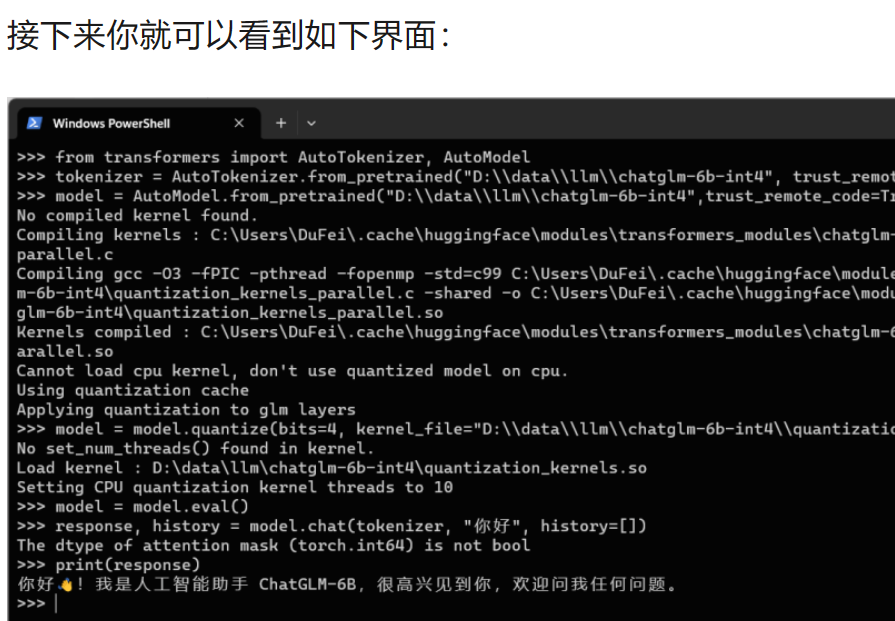 接下来你就可以看到如下界面：
Windows PowerShell
>>> from transformers import AutoTokenizer, AutoModel
>>> tokenizer = AutoTokenizer.from_pretrained("D:\\data\\llm\\chatglm-6b-int4", trust_remot
>>> model = AutoModel.from_pretrained("D:\\data\\llm\\chatglm-6b-int4",trust_remote_code=Tr
No compiled kernel found.
Compiling kernels : C:\Users\DuFei\.cache\huggingface\modules\transformers_modules\chatglm-
parallel.c
Compiling gcc -O3 -fPIC -pthread -fopenmp -std=c99 C:\Users\DuFei\.cache\huggingface\module
m-6b-int4\quantization_kernels_parallel.c -shared -o C:\Users\DuFei\.cache\huggingface\modu
glm-6b-int4\quantization_kernels_parallel.so
Kernels compiled : C:\Users\DuFei\.cache\huggingface\modules\transformers_modules\chatglm-6
arallel.so
Cannot load cpu kernel, don't use quantized model on cpu.
Using quantization cache
Applying quantization to glm layers
>>> model = model.quantize(bits=4, kernel_file="D:\\data\\llm\\chatglm-6b-int4\\quantizatio
No set_num_threads() found in kernel.
Load kernel : D:\data\llm\chatglm-6b-int4\quantization_kernels.so
Setting CPU quantization kernel threads to 10
>>> model = model.eval()
>>> response, history = model.chat(tokenizer, "你好", history=[])
The dtype of attention mask (torch.int64) is not bool
>>> print(response)
你好👋！我是人工智能助手 ChatGLM-6B，很高兴见到你，欢迎问我任何问题。
>>>